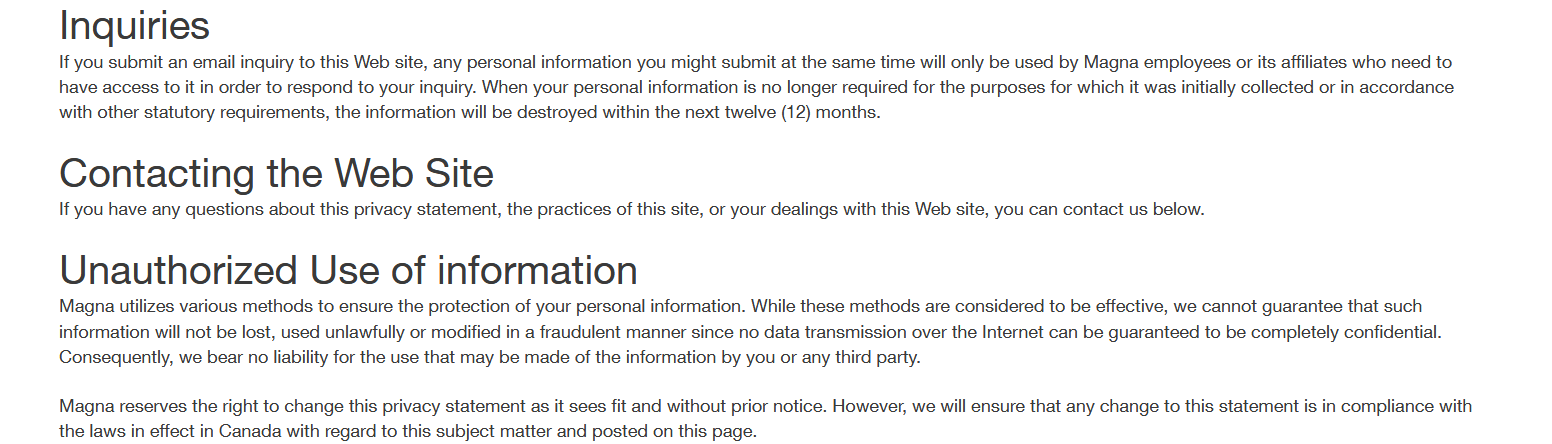 Inquiries
If you submit an email inquiry to this Web site, any personal information you might submit at the same time will only be used by Magna employees or its affiliates who need to
have access to it in order to respond to your inquiry. When your personal information is no longer required for the purposes for which it was initially collected or in accordance
with other statutory requirements, the information will be destroyed within the next twelve (12) months.
Contacting the Web Site
If you have any questions about this privacy statement, the practices of this site, or your dealings with this Web site, you can contact us below.
Unauthorized Use of information
Magna utilizes various methods to ensure the protection of your personal information. While these methods are considered to be effective, we cannot guarantee that such
information will not be lost, used unlawfully or modified in a fraudulent manner since no data transmission over the Internet can be guaranteed to be completely confidential.
Consequently, we bear no liability for the use that may be made of the information by you or any third party.
Magna reserves the right to change this privacy statement as it sees fit and without prior notice. However, we will ensure that any change to this statement is in compliance with
the laws in effect in Canada with regard to this subject matter and posted on this page.